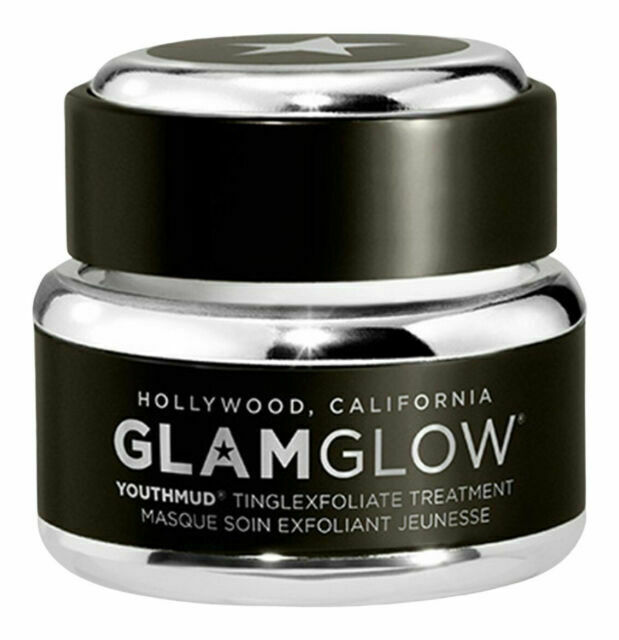 HOLLYWOOD, CALIFORNIA
GLAMGLOW®
YOUTHMUD® TINGLEXFOLIATE TREATMENT
MASQUE SOIN EXFOLIANT JEUNESSE